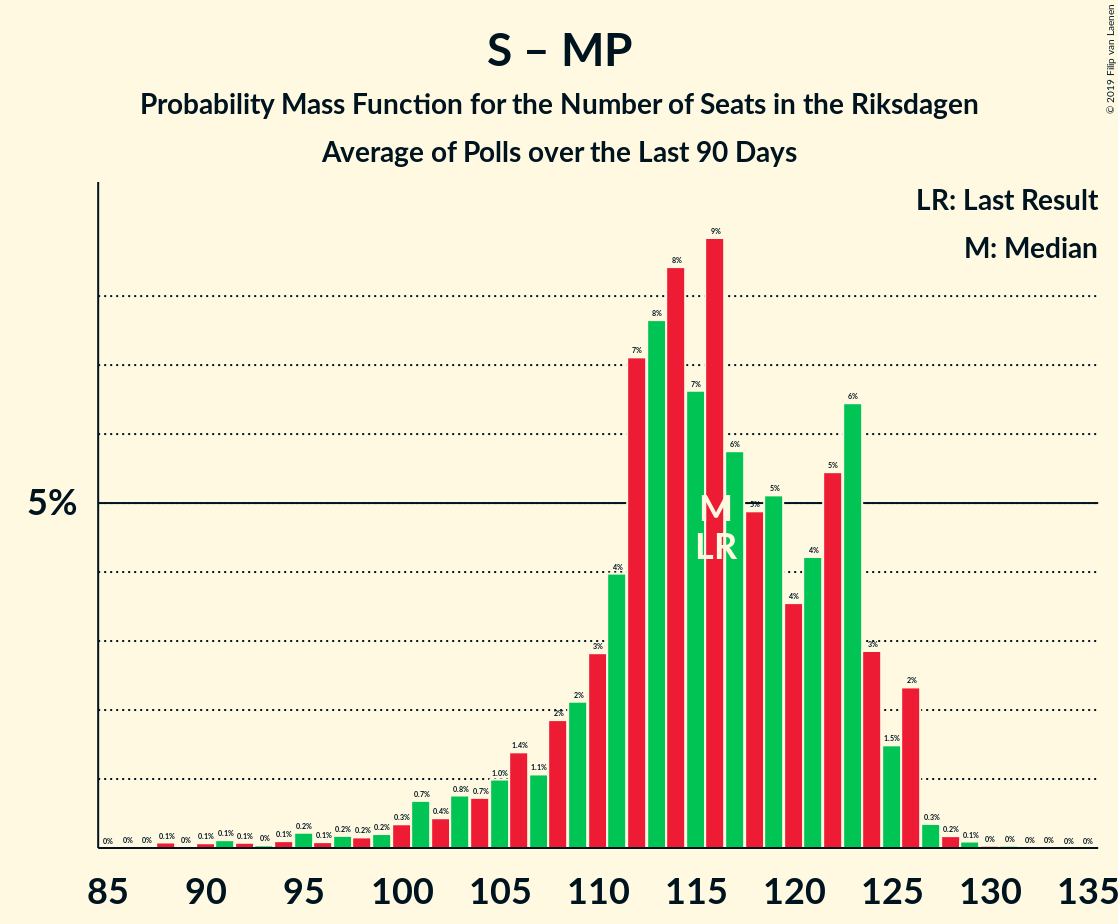 S – MP
Probability Mass Function for the Number of Seats in the Riksdagen
Average of Polls over the Last 90 Days
© 2019 Filip van Laenen
LR: Last Result
M: Median
5%
0% 0% 0% 0.1% 0% 0.1% 0.1% 0.1% 0% 0.1% 0.2% 0.1% 0.2% 0.2% 0.2% 0.3% 0.7% 0.4% 0.8% 0.7% 1.0% 1.4% 1.1% 2% 2% 3% 4% 7% 8% 8% 7% 9% 6% 5% 5% 4% 4% 5% 6% 3% 1.5% 2% 0.3% 0.2% 0.1% 0% 0% 0% 0% 0% 0%
M
LR
85 90 95 100 105 110 115 120 125 130 135